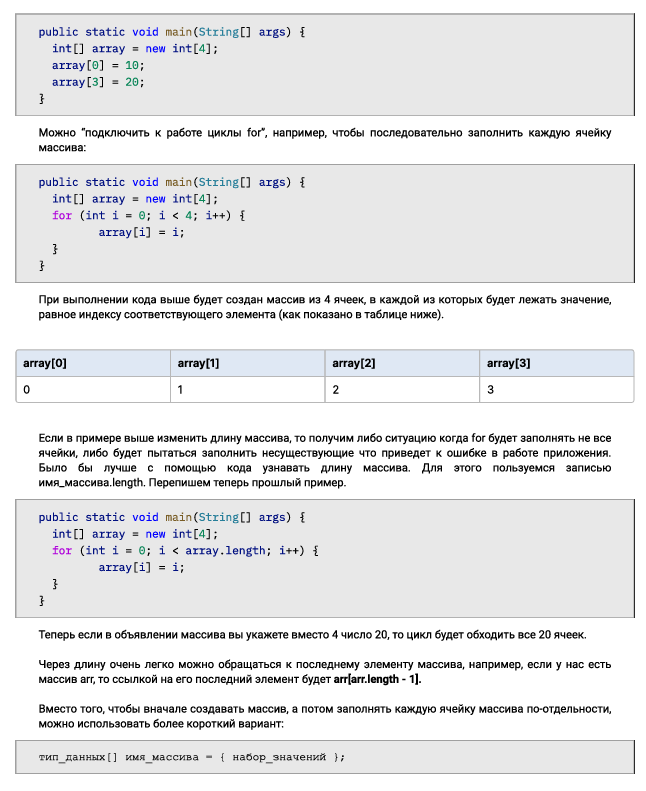 public static void main(String[] args) {
int[] array = new int[4];
array[0] = 10;
array[3] = 20;
}
Можно “подключить к работе циклы for”, например, чтобы последовательно заполнить каждую ячейку
массива:
public static void main(String[] args) {
int[] array = new int[4];
for (int i = 0; i < 4; i++) {
array[i] = i;
}
}
При выполнении кода выше будет создан массив из 4 ячеек, в каждой из которых будет лежать значение,
равное индексу соответствующего элемента (как показано в таблице ниже).
array[0] array[1] array[2] array[3]
0 1 2 3
Если в примере выше изменить длину массива, то получим либо ситуацию когда for будет заполнять не все
ячейки, либо будет пытаться заполнить несуществующие что приведет к ошибке в работе приложения.
Было бы лучше с помощью кода узнавать длину массива. Для этого пользуемся записью
имя_массива.length. Перепишем теперь прошлый пример.
public static void main(String[] args) {
int[] array = new int[4];
for (int i = 0; i < array.length; i++) {
array[i] = i;
}
}
Теперь если в объявлении массива вы укажете вместо 4 число 20, то цикл будет обходить все 20 ячеек.
Через длину очень легко можно обращаться к последнему элементу массива, например, если у нас есть
массив arr, то ссылкой на его последний элемент будет arr[arr.length - 1].
Вместо того, чтобы вначале создавать массив, а потом заполнять каждую ячейку массива по-отдельности,
можно использовать более короткий вариант:
тип_данных[] имя_массива = { набор_значений };